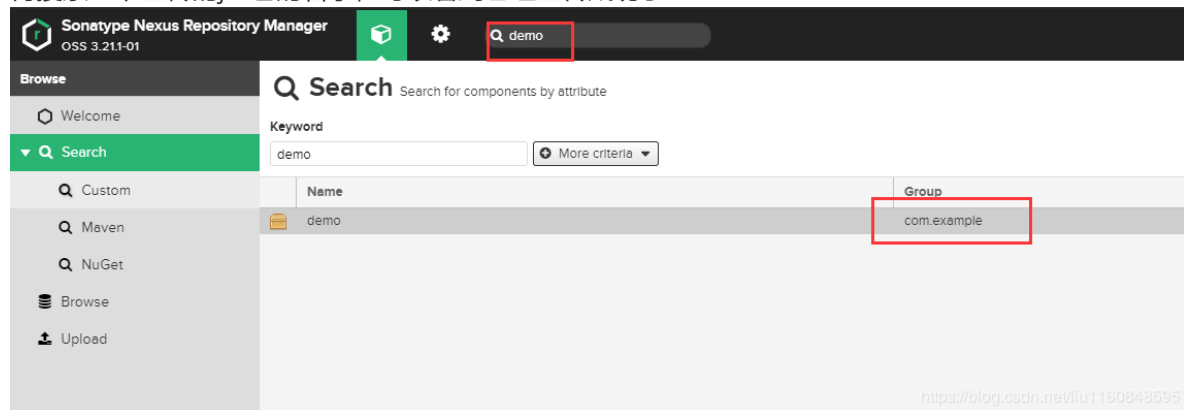 Sonatype Nexus Repository Manager
OSS 3.21.1-01
demo
Browse
Welcome
Search
Custom
Maven
NuGet
Browse
Upload
Search Search for components by attribute
Keyword
demo
More criteria
Name Group
demo com.example
https://blog.csdn.net/liu1160848595